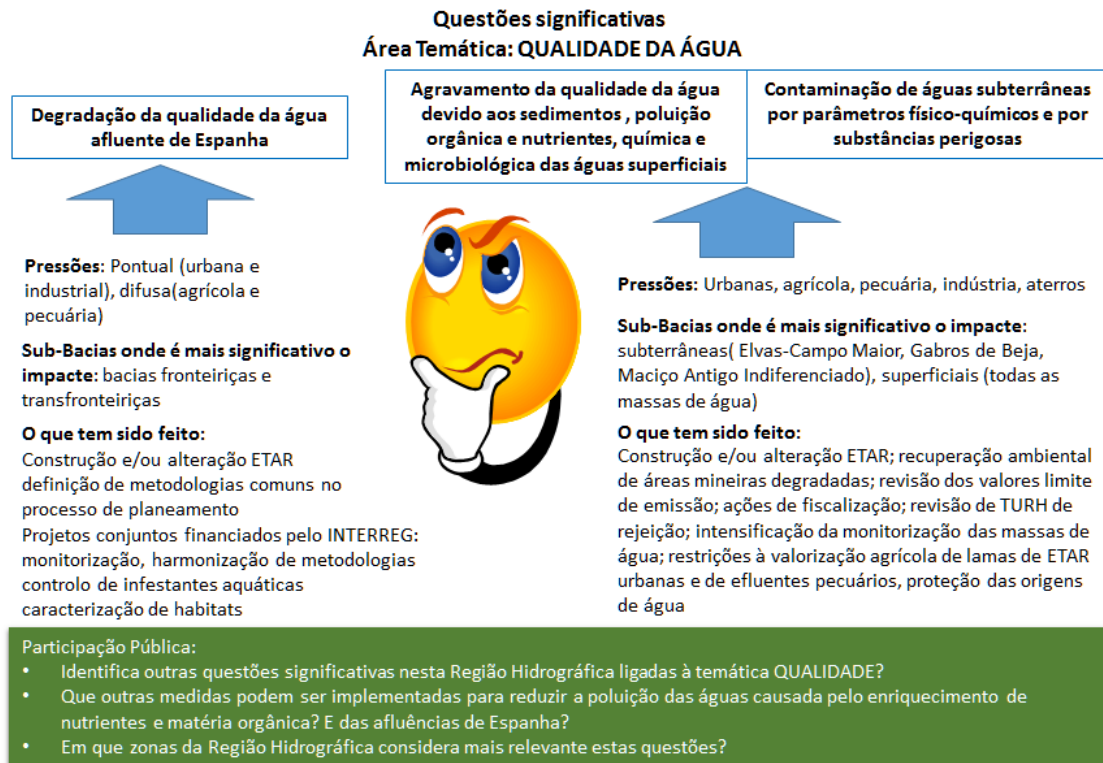 Questões significativas
Área Temática: QUALIDADE DA ÁGUA
Degradação da qualidade da água
afluente de Espanha
Agravamento da qualidade da água
devido aos sedimentos , poluição
orgânica e nutrientes, química e
microbiológica das águas superficiais
Contaminação de águas subterrâneas
por parâmetros físico-químicos e por
substâncias perigosas
Pressões: Pontual (urbana e
industrial), difusa(agrícola e
pecuária)
Sub-Bacias onde é mais significativo o
impacte: bacias fronteiriças e
transfronteiriças
O que tem sido feito:
Construção e/ou alteração ETAR
definição de metodologias comuns no
processo de planeamento
Projetos conjuntos financiados pelo INTERREG:
monitorização, harmonização de metodologias
controlo de infestantes aquáticas
caracterização de habitats
Pressões: Urbanas, agrícola, pecuária, indústria, aterros
Sub-Bacias onde é mais significativo o impacte:
subterrâneas( Elvas-Campo Maior, Gabros de Beja,
Maciço Antigo Indiferenciado), superficiais (todas as
massas de água)
O que tem sido feito:
Construção e/ou alteração ETAR; recuperação ambiental
de áreas mineiras degradadas; revisão dos valores limite
de emissão; ações de fiscalização; revisão de TURH de
rejeição; intensificação da monitorização das massas de
água; restrições à valorização agrícola de lamas de ETAR
urbanas e de efluentes pecuários, proteção das origens
de água
Participação Pública:
• Identifica outras questões significativas nesta Região Hidrográfica ligadas à temática QUALIDADE?
• Que outras medidas podem ser implementadas para reduzir a poluição das águas causada pelo enriquecimento de
nutrientes e matéria orgânica? E das afluências de Espanha?
• Em que zonas da Região Hidrográfica considera mais relevante estas questões?